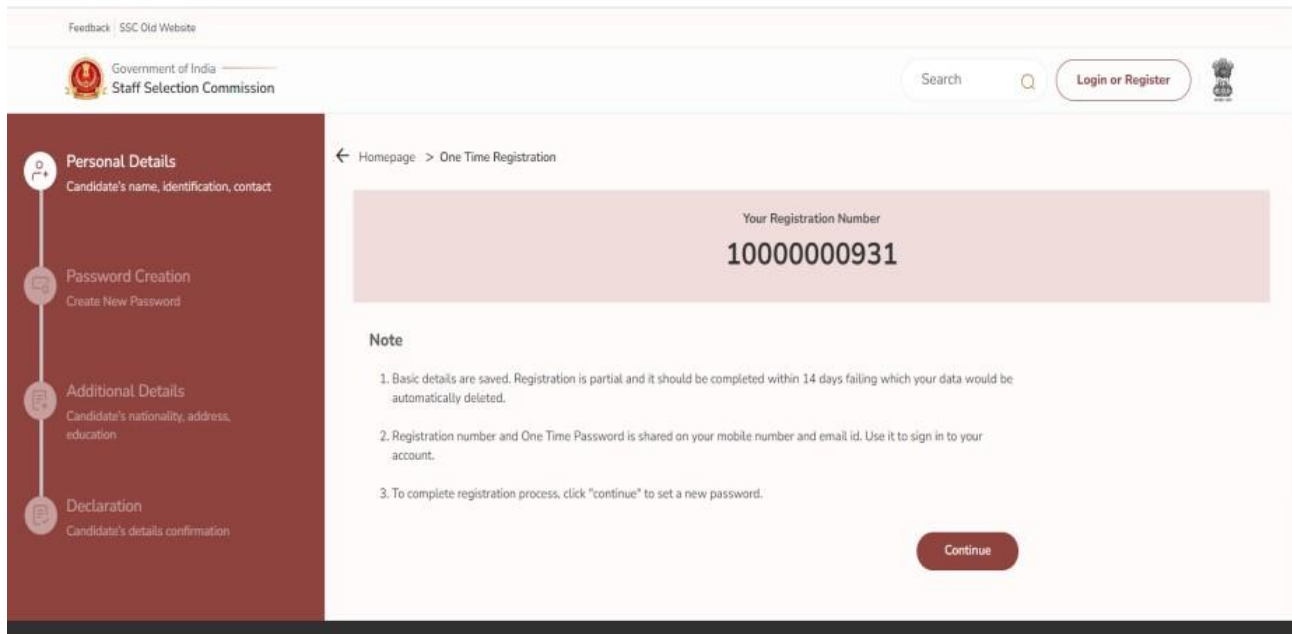 Feedback SSC Old Website
Government of India
Staff Selection Commission
Search
Login or Register
Personal Details
Candidate's name, identification, contact
Password Creation
Create New Password
Additional Details
Candidate's nationality, address,
education
Declaration
Candidate's details confirmation
Homepage > One Time Registration
Your Registration Number
10000000931
Note
1. Basic details are saved. Registration is partial and it should be completed within 14 days failing which your data would be
automatically deleted.
2. Registration number and One Time Password is shared on your mobile number and email id. Use it to sign in to your
account.
3. To complete registration process, click "continue" to set a new password.
Continue